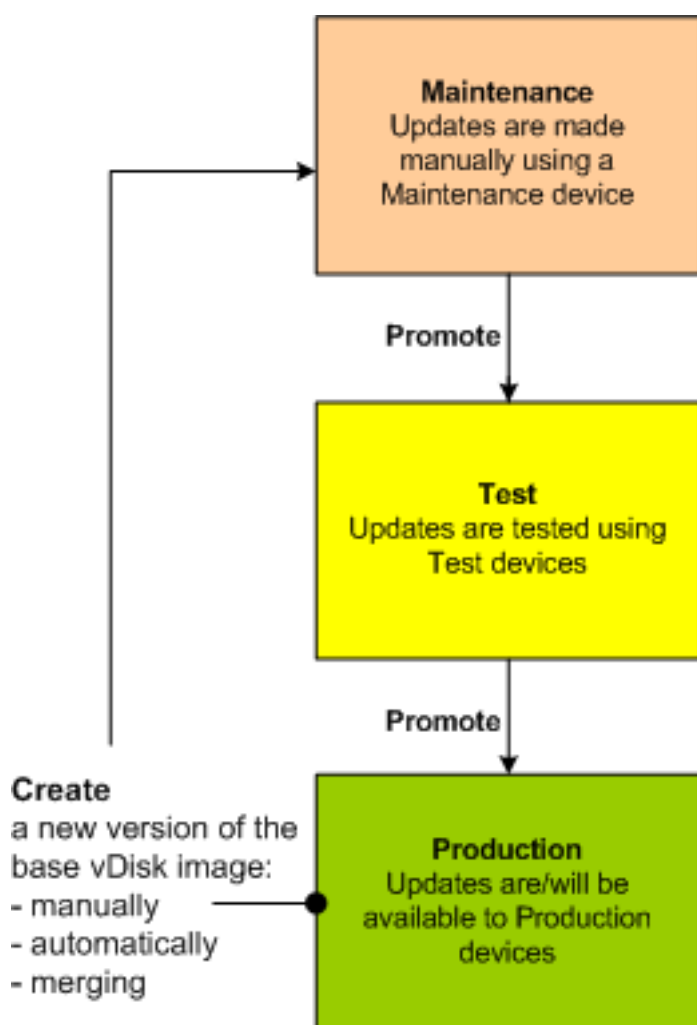 Maintenance
Updates are made
manually using a
Maintenance device
Promote
Test
Updates are tested using
Test devices
Promote
Create
a new version of the
base vDisk image:
- manually
- automatically
- merging
Production
Updates are/will be
available to Production
devices